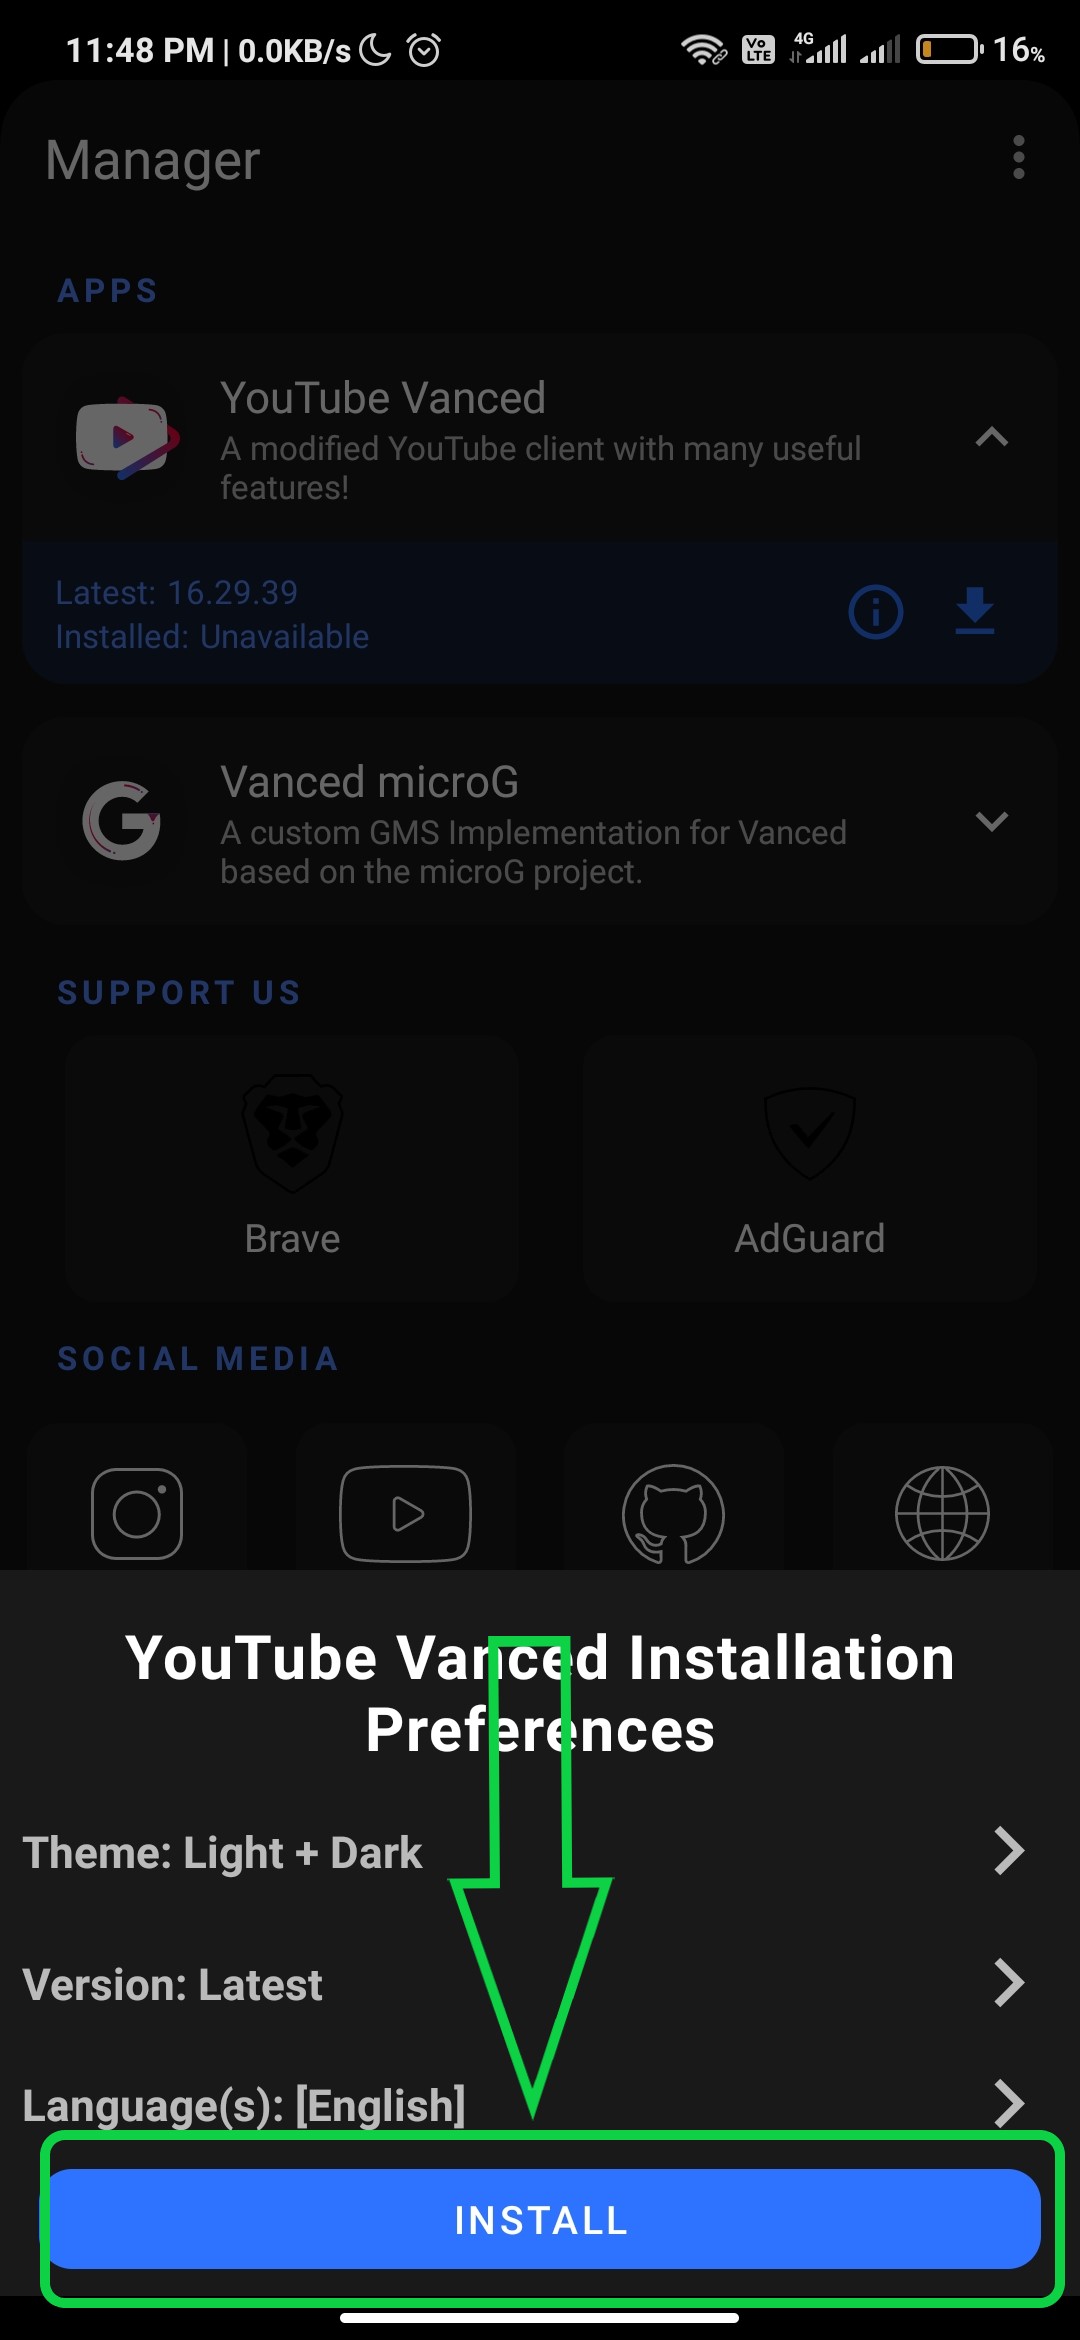 11:48 PM | 0.0KB/s Vo LTE 4G 16%
Manager
APPS
YouTube Vanced
A modified YouTube client with many useful
features!
Latest: 16.29.39
Installed: Unavailable
Vanced microG
A custom GMS Implementation for Vanced
based on the microG project.
SUPPORT US
Brave
AdGuard
SOCIAL MEDIA
YouTube Vanced Installation
Preferences
Theme: Light + Dark
Version: Latest
Language(s): [English]
INSTALL